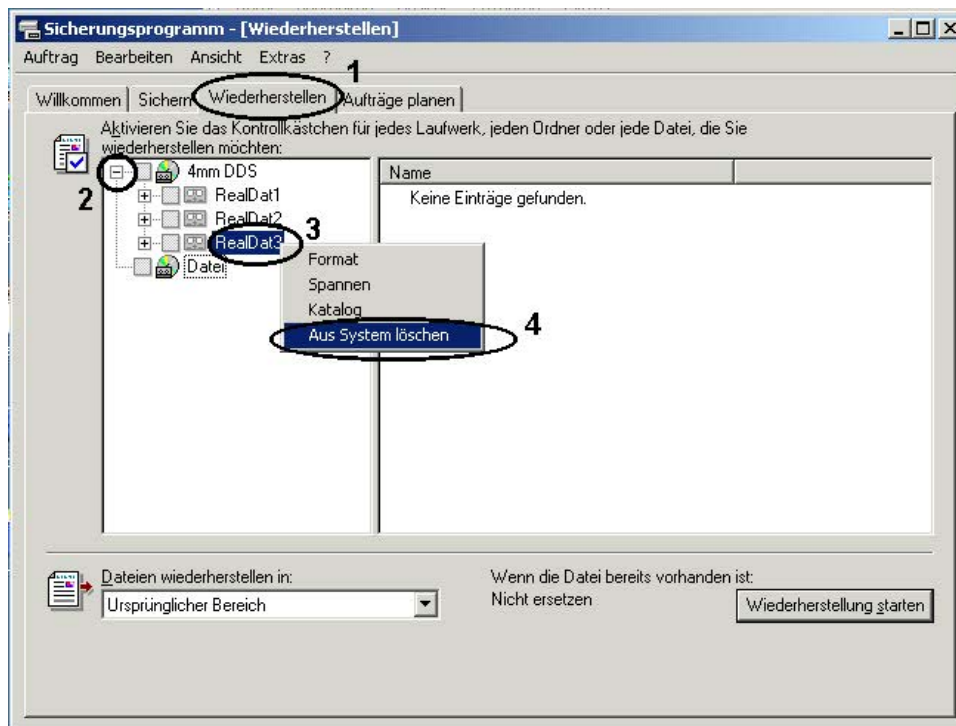 Sicherungsprogramm - [Wiederherstellen]
Auftrag Bearbeiten Ansicht Extras ?
1
Willkommen Sichern Wiederherstellen Aufträge planen
Aktivieren Sie das Kontrollkästchen für jedes Laufwerk, jeden Ordner oder jede Datei, die Sie
wiederherstellen möchten:
2
4mm DDS
RealDat1
RealDat2
RealDat3
3
Datei
Name
Keine Einträge gefunden.
Format
Spannen
Katalog
Aus System löschen
4
Dateien wiederherstellen in:
Ursprünglicher Bereich
Wenn die Datei bereits vorhanden ist:
Nicht ersetzen
Wiederherstellung starten